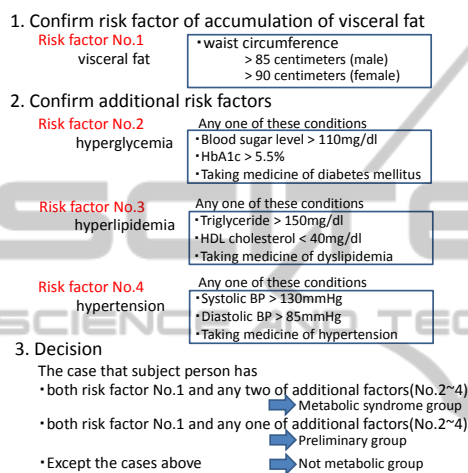 1. Confirm risk factor of accumulation of visceral fat
Risk factor No.1
visceral fat
・waist circumference
> 85 centimeters (male)
> 90 centimeters (female)
2. Confirm additional risk factors
Risk factor No.2
hyperglycemia
Any one of these conditions
・Blood sugar level > 110mg/dl
・HbA1c > 5.5%
・Taking medicine of diabetes mellitus
Risk factor No.3
hyperlipidemia
Any one of these conditions
・Triglyceride > 150mg/dl
・HDL cholesterol < 40mg/dl
・Taking medicine of dyslipidemia
Risk factor No.4
hypertension
Any one of these conditions
・Systolic BP > 130mmHg
・Diastolic BP > 85mmHg
・Taking medicine of hypertension
3. Decision
The case that subject person has
・both risk factor No.1 and any two of additional factors(No.2~4)
Metabolic syndrome group
・both risk factor No.1 and any one of additional factors(No.2~4)
Preliminary group
・Except the cases above
Not metabolic group